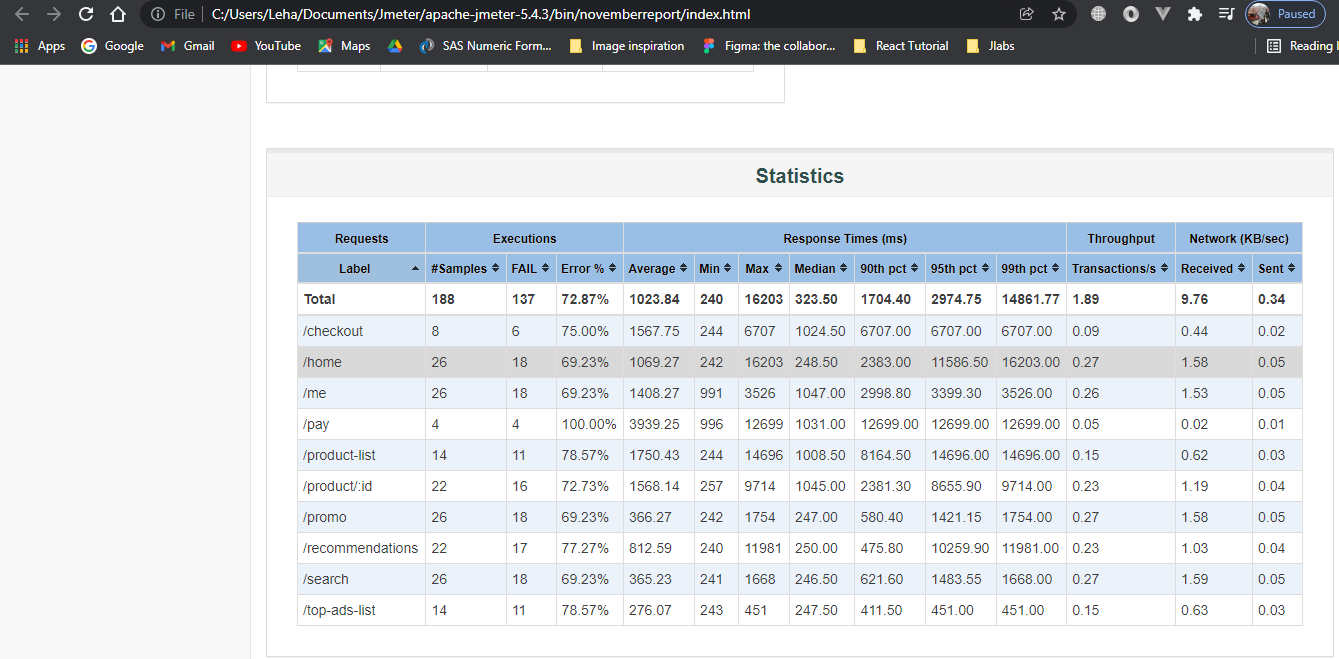 File C:/Users/Leha/Documents/Jmeter/apache-jmeter-5.4.3/bin/novemberreport/index.html Paused
Apps Google Gmail YouTube Maps SAS Numeric Form... Image inspiration Figma: the collabor... React Tutorial Jlabs Reading
Statistics
Requests Executions Response Times (ms) Throughput Network (KB/sec)
Label #Samples FAIL Error % Average Min Max Median 90th pct 95th pct 99th pct Transactions/s Received Sent
Total 188 137 72.87% 1023.84 240 16203 323.50 1704.40 2974.75 14861.77 1.89 9.76 0.34
/checkout 8 6 75.00% 1567.75 244 6707 1024.50 6707.00 6707.00 6707.00 0.09 0.44 0.02
/home 26 18 69.23% 1069.27 242 16203 248.50 2383.00 11586.50 16203.00 0.27 1.58 0.05
/me 26 18 69.23% 1408.27 991 3526 1047.00 2998.80 3399.30 3526.00 0.26 1.53 0.05
/pay 4 4 100.00% 3939.25 996 12699 1031.00 12699.00 12699.00 12699.00 0.05 0.02 0.01
/product-list 14 11 78.57% 1750.43 244 14696 1008.50 8164.50 14696.00 14696.00 0.15 0.62 0.03
/product/:id 22 16 72.73% 1568.14 257 9714 1045.00 2381.30 8655.90 9714.00 0.23 1.19 0.04
/promo 26 18 69.23% 366.27 242 1754 247.00 580.40 1421.15 1754.00 0.27 1.58 0.05
/recommendations 22 17 77.27% 812.59 240 11981 250.00 475.80 10259.90 11981.00 0.23 1.03 0.04
/search 26 18 69.23% 365.23 241 1668 246.50 621.60 1483.55 1668.00 0.27 1.59 0.05
/top-ads-list 14 11 78.57% 276.07 243 451 247.50 411.50 451.00 451.00 0.15 0.63 0.03